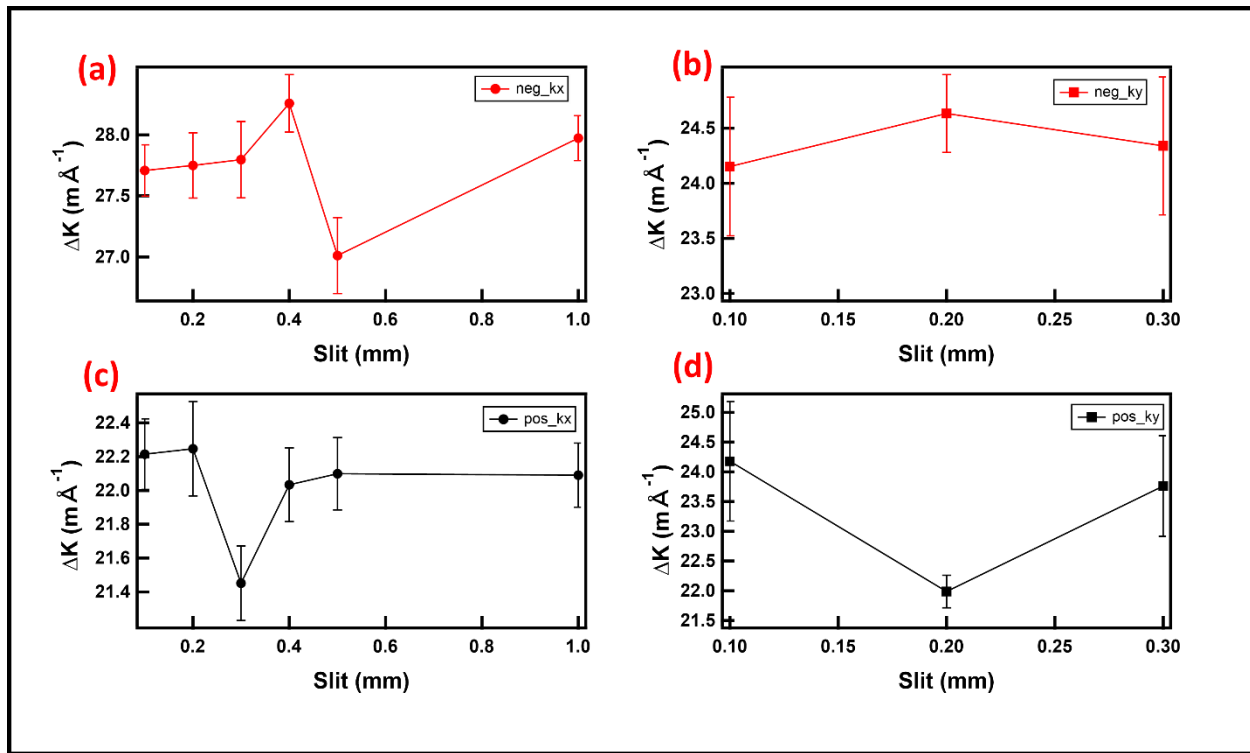 (a)
neg_kx
28.0
27.5
27.0
ΔK (m Å⁻¹)
0.2 0.4 0.6 0.8 1.0
Slit (mm)
(b)
neg_ky
24.5
24.0
23.5
23.0
ΔK (m Å⁻¹)
0.10 0.15 0.20 0.25 0.30
Slit (mm)
(c)
pos_kx
22.4
22.2
22.0
21.8
21.6
21.4
ΔK (m Å⁻¹)
0.2 0.4 0.6 0.8 1.0
Slit (mm)
(d)
pos_ky
25.0
24.5
24.0
23.5
23.0
22.5
22.0
21.5
ΔK (m Å⁻¹)
0.10 0.15 0.20 0.25 0.30
Slit (mm)